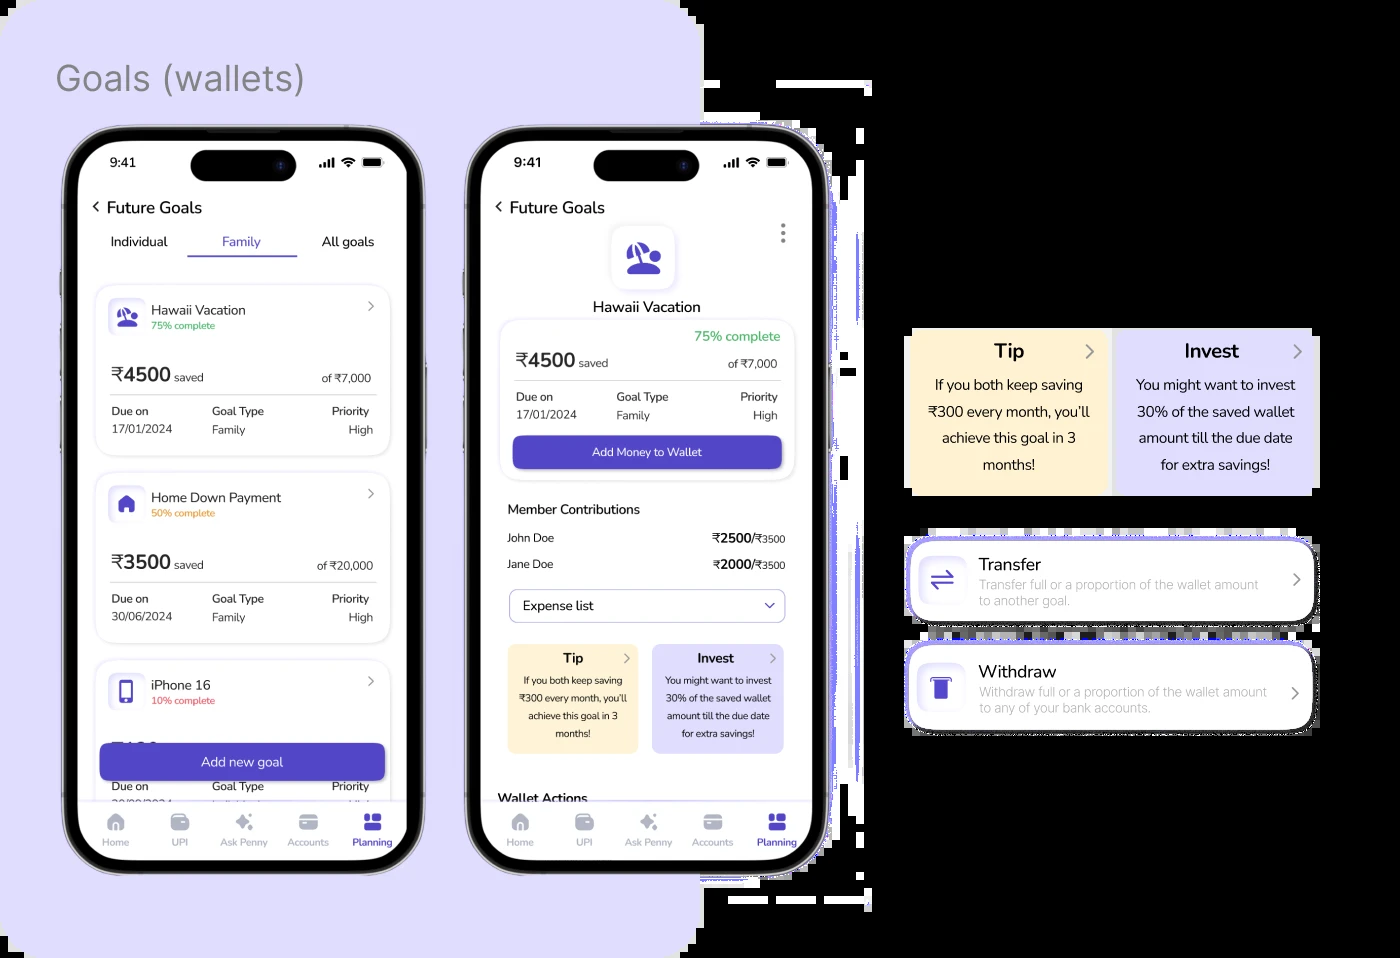 Goals (wallets)
9:41
Future Goals
Individual Family All goals
Hawaii Vacation
75% complete
₹4500 saved of ₹7,000
Due on Goal Type Priority
17/01/2024 Family High
Home Down Payment
50% complete
₹3500 saved of ₹20,000
Due on Goal Type Priority
30/06/2024 Family High
iPhone 16
10% complete
Add new goal
Due on Goal Type Priority
Home UPI Ask Penny Accounts Planning
9:41
Future Goals
Hawaii Vacation
75% complete
₹4500 saved of ₹7,000
Due on Goal Type Priority
17/01/2024 Family High
Add Money to Wallet
Member Contributions
John Doe ₹2500/₹3500
Jane Doe ₹2000/₹3500
Expense list
Tip
If you both keep saving
₹300 every month, you'll
achieve this goal in 3
months!
Invest
You might want to invest
30% of the saved wallet
amount till the due date
for extra savings!
Wallet Actions
Home UPI Ask Penny Accounts Planning
Tip
If you both keep saving
₹300 every month, you'll
achieve this goal in 3
months!
Invest
You might want to invest
30% of the saved wallet
amount till the due date
for extra savings!
Transfer
Transfer full or a proportion of the wallet amount
to another goal.
Withdraw
Withdraw full or a proportion of the wallet amount
to any of your bank accounts.